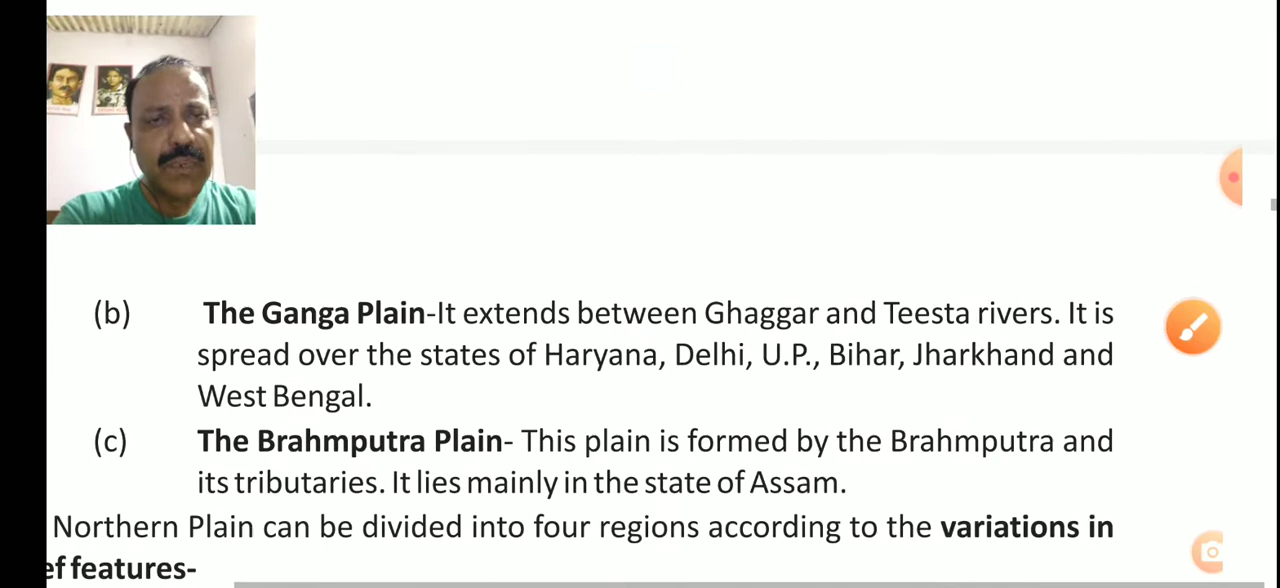 (b) The Ganga Plain-It extends between Ghaggar and Teesta rivers. It is
spread over the states of Haryana, Delhi, U.P., Bihar, Jharkhand and
West Bengal.
(c) The Brahmputra Plain- This plain is formed by the Brahmputra and
its tributaries. It lies mainly in the state of Assam.
Northern Plain can be divided into four regions according to the variations in
ef features-